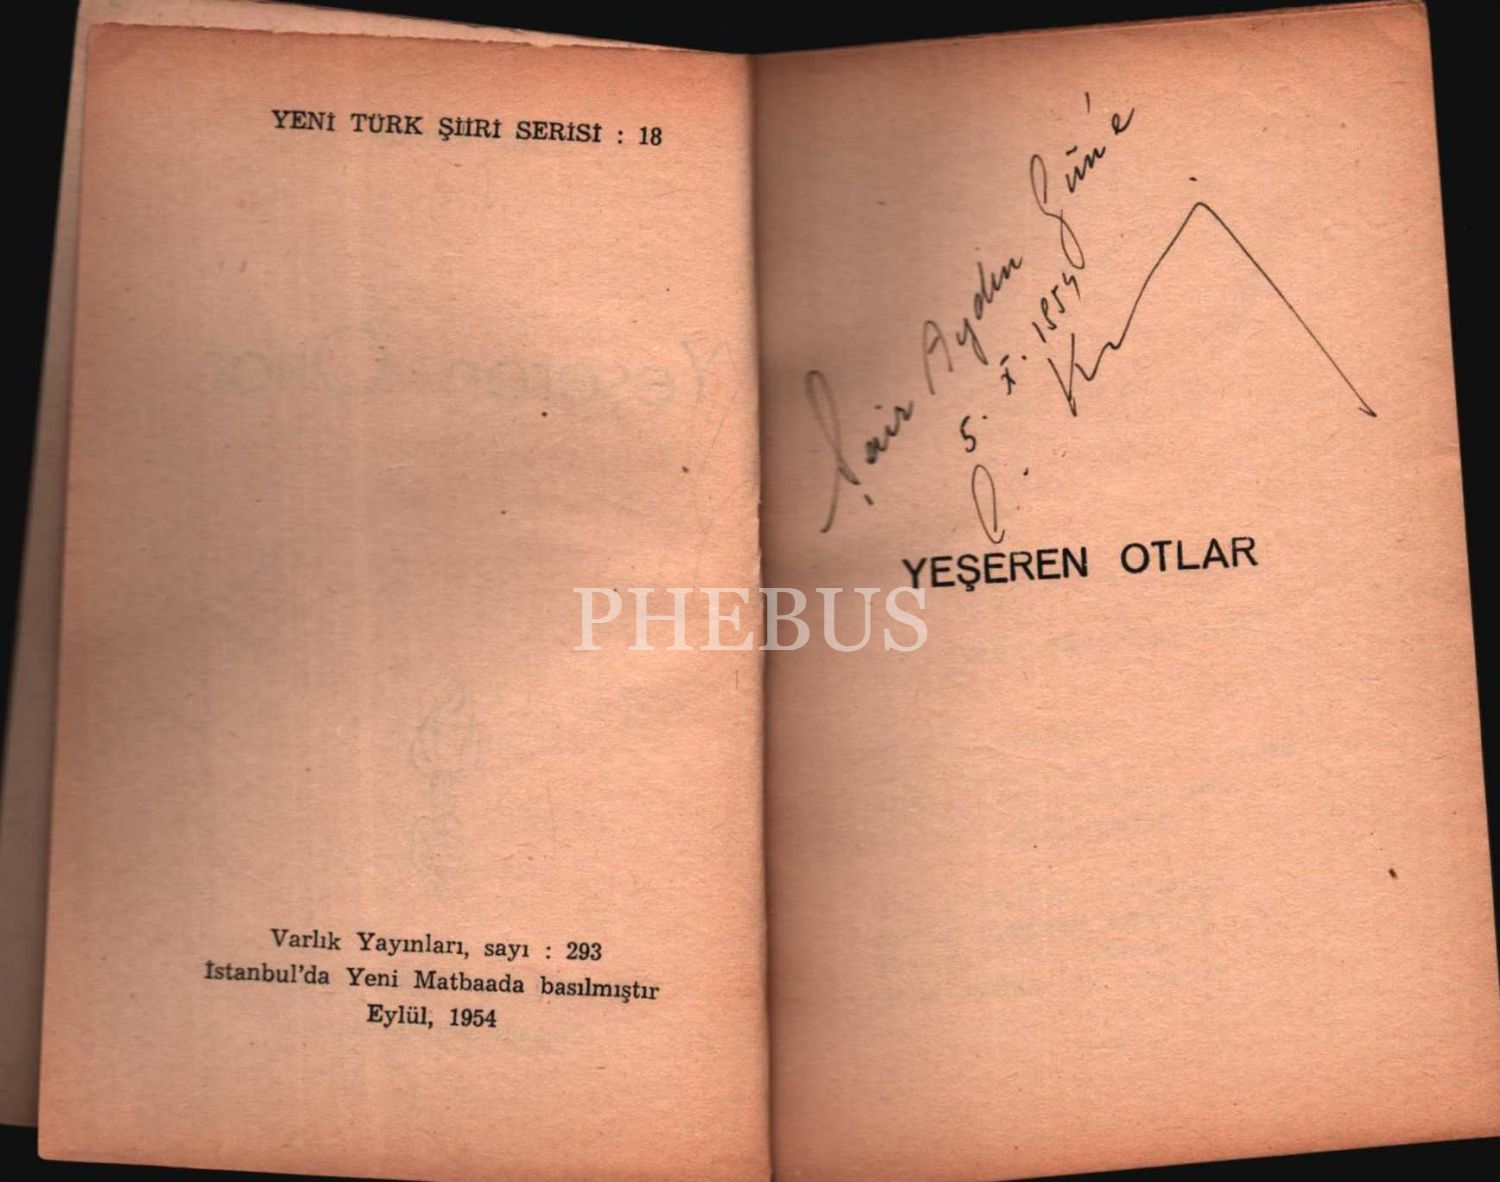 YENİ TÜRK ŞİİRİ SERİSİ : 18
Varlık Yayınları, sayı : 293
İstanbul'da Yeni Matbaada basılmıştır
Eylül, 1954
Şair Aydın Gün'e
5. X. 1954
C. K
YEŞEREN OTLAR
PHEBUS